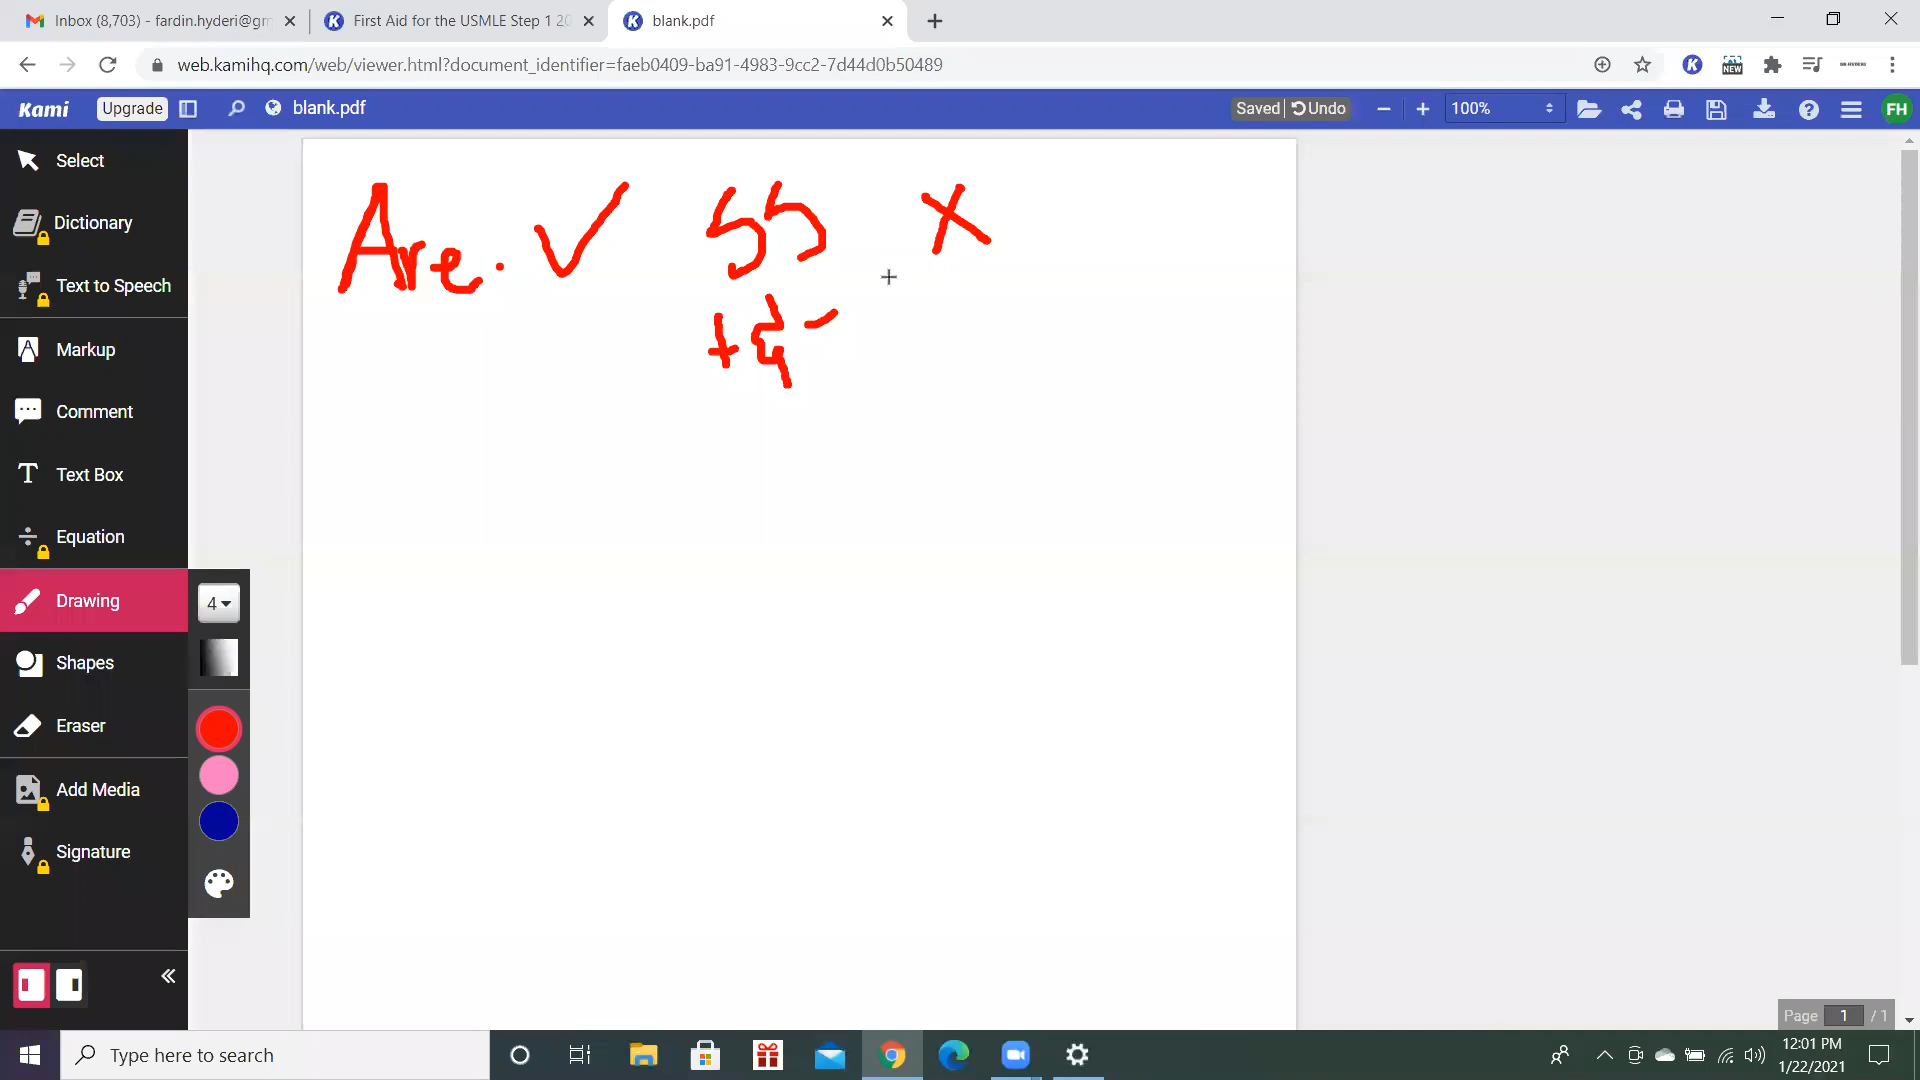 Inbox (8,703) - fardin.hyderi@gm
First Aid for the USMLE Step 1 20
blank.pdf
web.kamihq.com/web/viewer.html?document_identifier=faeb0409-ba91-4983-9cc2-7d44d0b50489
NEW
Kami
Upgrade
blank.pdf
Saved
Undo
100%
FH
Select
Dictionary
Text to Speech
Markup
Comment
Text Box
Equation
Drawing
4
Shapes
Eraser
Add Media
Signature
Are. ✓ SS X
Page 1 / 1
Type here to search
12:01 PM
1/22/2021